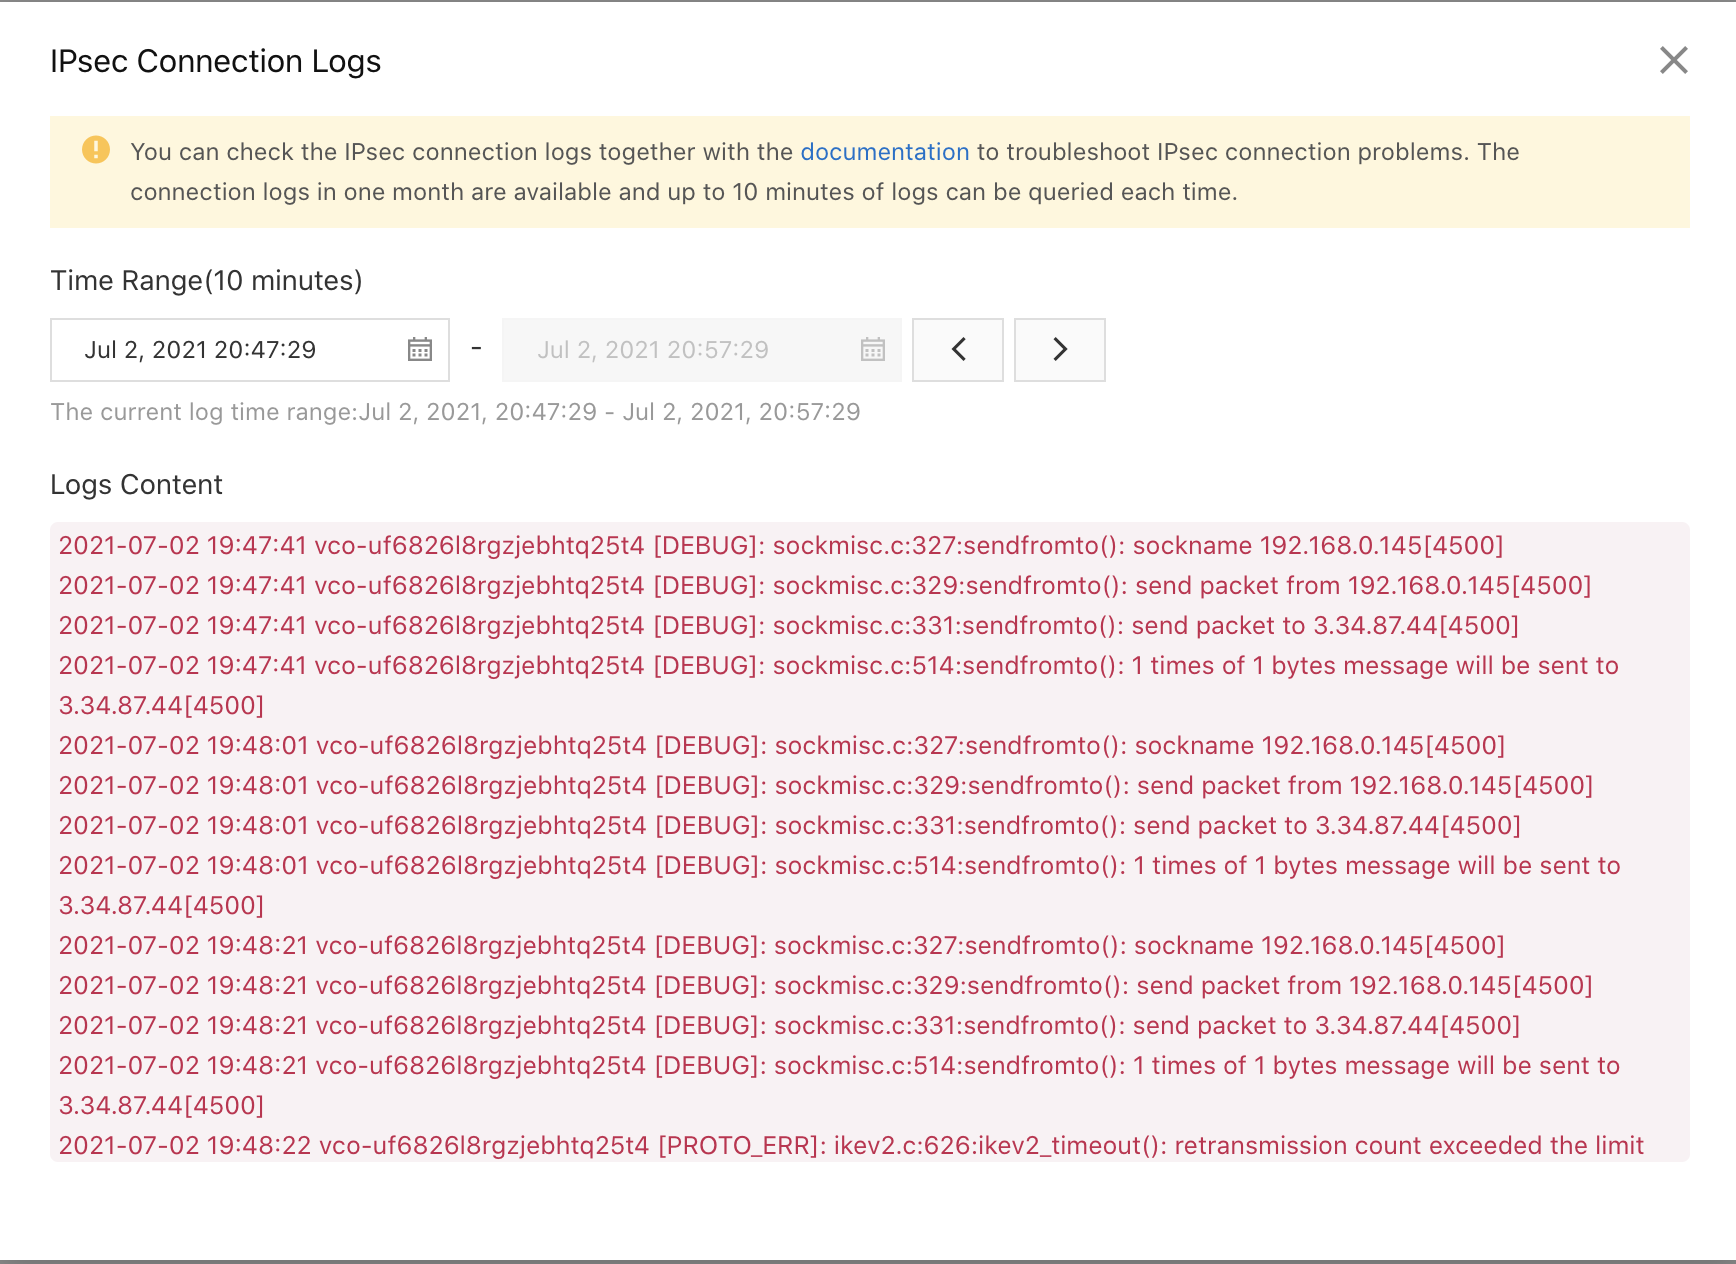 IPsec Connection Logs
You can check the IPsec connection logs together with the documentation to troubleshoot IPsec connection problems. The
connection logs in one month are available and up to 10 minutes of logs can be queried each time.
Time Range(10 minutes)
Jul 2, 2021 20:47:29 - Jul 2, 2021 20:57:29
The current log time range:Jul 2, 2021, 20:47:29 - Jul 2, 2021, 20:57:29
Logs Content
2021-07-02 19:47:41 vco-uf6826l8rgzjebhtq25t4 [DEBUG]: sockmisc.c:327:sendfromto(): sockname 192.168.0.145[4500]
2021-07-02 19:47:41 vco-uf6826l8rgzjebhtq25t4 [DEBUG]: sockmisc.c:329:sendfromto(): send packet from 192.168.0.145[4500]
2021-07-02 19:47:41 vco-uf6826l8rgzjebhtq25t4 [DEBUG]: sockmisc.c:331:sendfromto(): send packet to 3.34.87.44[4500]
2021-07-02 19:47:41 vco-uf6826l8rgzjebhtq25t4 [DEBUG]: sockmisc.c:514:sendfromto(): 1 times of 1 bytes message will be sent to
3.34.87.44[4500]
2021-07-02 19:48:01 vco-uf6826l8rgzjebhtq25t4 [DEBUG]: sockmisc.c:327:sendfromto(): sockname 192.168.0.145[4500]
2021-07-02 19:48:01 vco-uf6826l8rgzjebhtq25t4 [DEBUG]: sockmisc.c:329:sendfromto(): send packet from 192.168.0.145[4500]
2021-07-02 19:48:01 vco-uf6826l8rgzjebhtq25t4 [DEBUG]: sockmisc.c:331:sendfromto(): send packet to 3.34.87.44[4500]
2021-07-02 19:48:01 vco-uf6826l8rgzjebhtq25t4 [DEBUG]: sockmisc.c:514:sendfromto(): 1 times of 1 bytes message will be sent to
3.34.87.44[4500]
2021-07-02 19:48:21 vco-uf6826l8rgzjebhtq25t4 [DEBUG]: sockmisc.c:327:sendfromto(): sockname 192.168.0.145[4500]
2021-07-02 19:48:21 vco-uf6826l8rgzjebhtq25t4 [DEBUG]: sockmisc.c:329:sendfromto(): send packet from 192.168.0.145[4500]
2021-07-02 19:48:21 vco-uf6826l8rgzjebhtq25t4 [DEBUG]: sockmisc.c:331:sendfromto(): send packet to 3.34.87.44[4500]
2021-07-02 19:48:21 vco-uf6826l8rgzjebhtq25t4 [DEBUG]: sockmisc.c:514:sendfromto(): 1 times of 1 bytes message will be sent to
3.34.87.44[4500]
2021-07-02 19:48:22 vco-uf6826l8rgzjebhtq25t4 [PROTO_ERR]: ikev2.c:626:ikev2_timeout(): retransmission count exceeded the limit